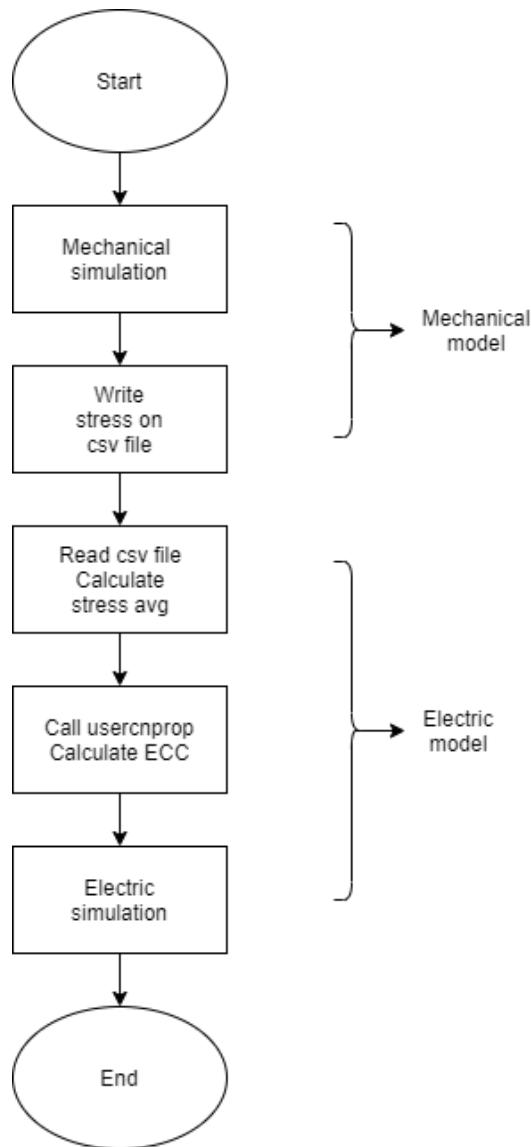 Start
Mechanical
simulation
Mechanical
model
Write
stress on
csv file
Read csv file
Calculate
stress avg
Call usercnprop
Calculate ECC
Electric
model
Electric
simulation
End